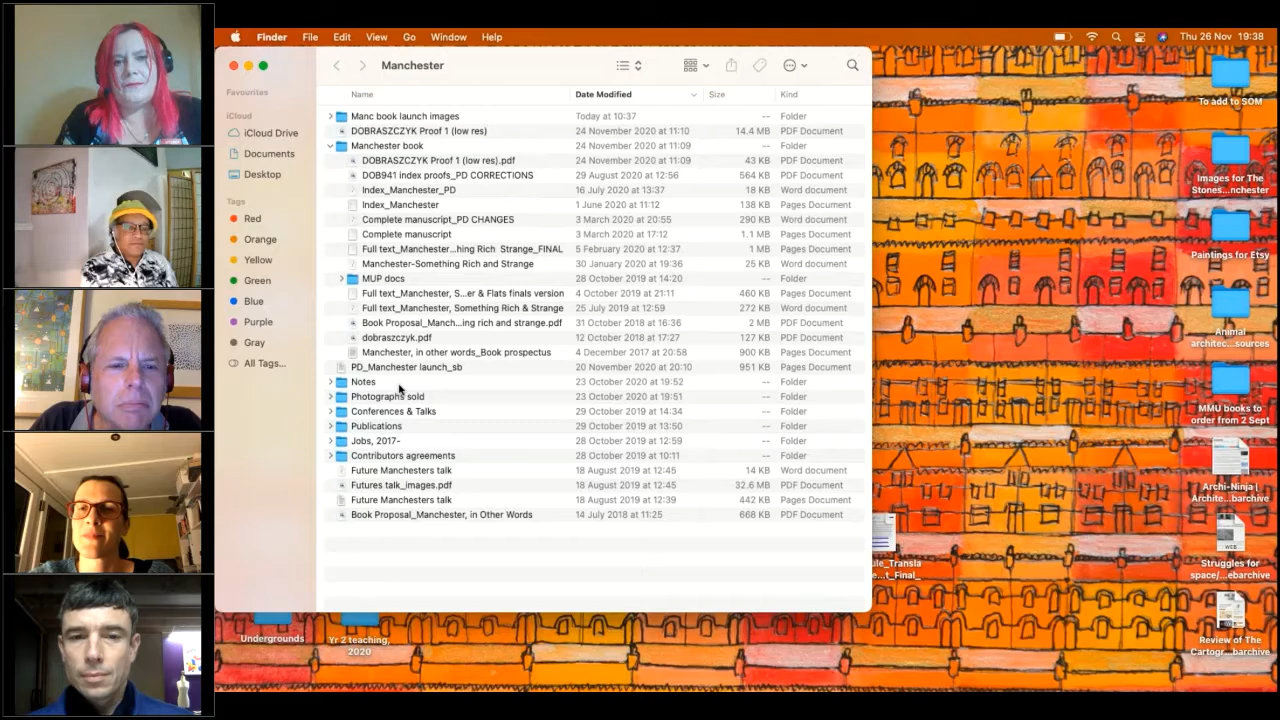 Finder File Edit View Go Window Help Thu 26 Nov 19:38
Manchester
Favourites
iCloud
iCloud Drive
Documents
Desktop
Tags
Red
Orange
Yellow
Green
Blue
Purple
Gray
All Tags...
Name Date Modified Size Kind
Manc book launch images Today at 10:37 -- Folder
DOBRASZCZYK Proof 1 (low res) 24 November 2020 at 11:10 14.4 MB PDF Document
Manchester book 24 November 2020 at 11:09 -- Folder
DOBRASZCZYK Proof 1 (low res).pdf 24 November 2020 at 11:09 43 KB PDF Document
DOB941 index proofs_PD CORRECTIONS 29 August 2020 at 12:56 564 KB PDF Document
Index_Manchester_PD 16 July 2020 at 13:37 18 KB Word document
Index_Manchester 1 June 2020 at 11:12 138 KB Pages Document
Complete manuscript_PD CHANGES 3 March 2020 at 20:55 290 KB Word document
Complete manuscript 3 March 2020 at 17:12 1.1 MB Pages Document
Full text_Manchester...hing Rich Strange_FINAL 5 February 2020 at 12:37 1 MB Pages Document
Manchester-Something Rich and Strange 30 January 2020 at 19:36 25 KB Word document
MUP docs 28 October 2019 at 14:20 -- Folder
Full text_Manchester, S...er & Flats finals version 4 October 2019 at 21:11 460 KB Pages Document
Full text_Manchester, Something Rich & Strange 25 July 2019 at 12:59 272 KB Word document
Book Proposal_Manch...ing rich and strange.pdf 31 October 2018 at 16:36 2 MB PDF Document
dobraszczyk.pdf 12 October 2018 at 17:27 127 KB PDF Document
Manchester, in other words_Book prospectus 4 December 2017 at 20:58 900 KB Pages Document
PD_Manchester launch_sb 20 November 2020 at 20:10 951 KB Pages Document
Notes 23 October 2020 at 19:52 -- Folder
Photographs sold 23 October 2020 at 19:51 -- Folder
Conferences & Talks 29 October 2019 at 14:34 -- Folder
Publications 29 October 2019 at 13:50 -- Folder
Jobs, 2017- 28 October 2019 at 12:59 -- Folder
Contributors agreements 28 October 2019 at 10:11 -- Folder
Future Manchesters talk 18 August 2019 at 12:45 14 KB Word document
Futures talk_images.pdf 18 August 2019 at 12:45 32.6 MB PDF Document
Future Manchesters talk 18 August 2019 at 12:39 442 KB Pages Document
Book Proposal_Manchester, in Other Words 14 July 2018 at 11:25 668 KB PDF Document
To add to SOM
Images for The
Stones...nchester
Paintings for Etsy
Animal
architec...sources
MMU books to
order from 2 Sept
Archi-Ninja |
Archite...barchive
WEB
Struggles for
space/...ebarchive
Review of The
Cartogr...barchive
ule_Transla
e...t_Final_
Undergrounds
Yr 2 teaching,
2020